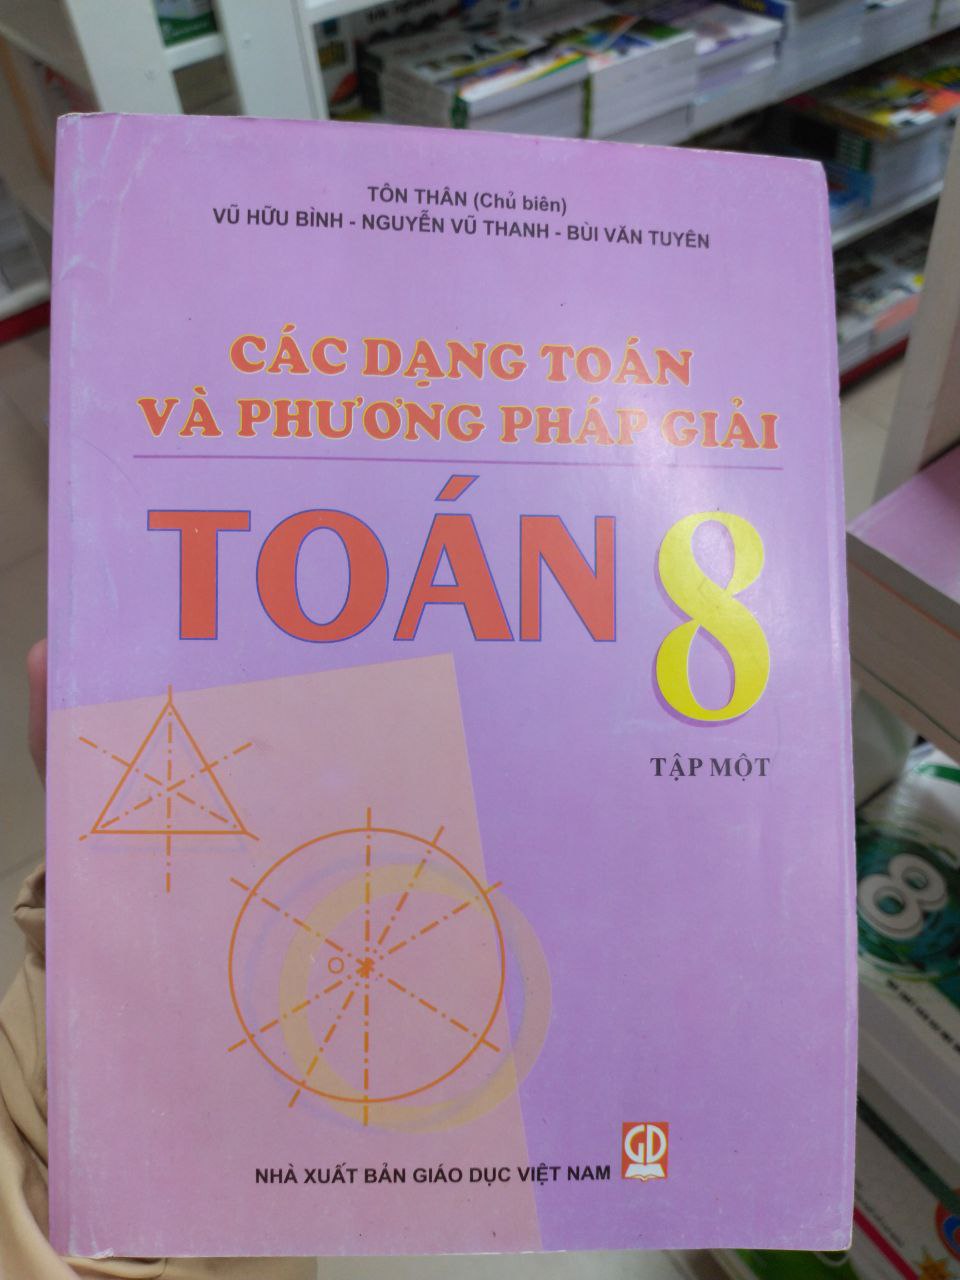 TÔN THÂN (Chủ biên)
VŨ HỮU BÌNH - NGUYỄN VŨ THANH - BÙI VĂN TUYÊN
CÁC DẠNG TOÁN
VÀ PHƯƠNG PHÁP GIẢI
TOÁN 8
TẬP MỘT
O
NHÀ XUẤT BẢN GIÁO DỤC VIỆT NAM
GD
8